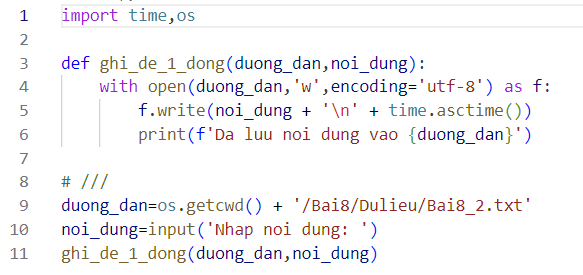 1 import time,os
2
3 def ghi_de_1_dong(duong_dan,noi_dung):
4     with open(duong_dan,'w',encoding='utf-8') as f:
5         f.write(noi_dung + '\n' + time.asctime())
6         print(f'Da luu noi dung vao {duong_dan}')
7
8 # ///
9 duong_dan=os.getcwd() + '/Bai8/Dulieu/Bai8_2.txt'
10 noi_dung=input('Nhap noi dung: ')
11 ghi_de_1_dong(duong_dan,noi_dung)